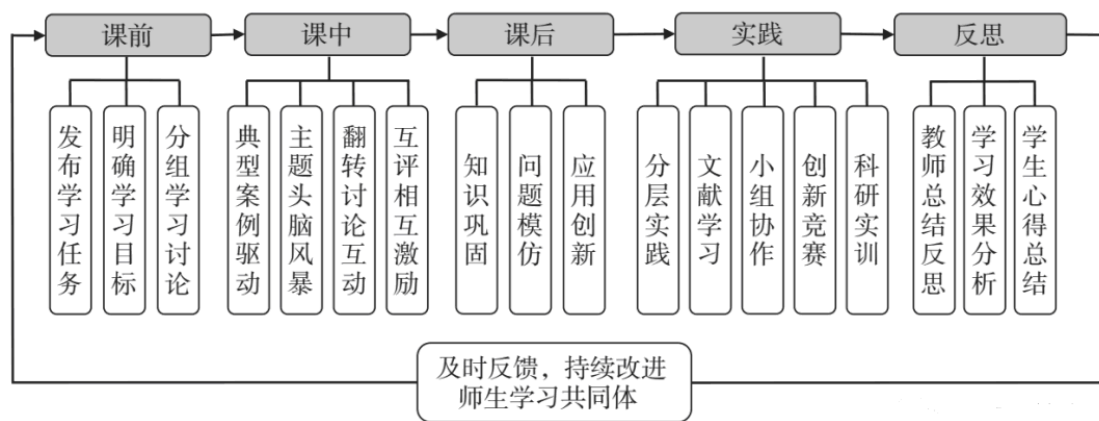 课前
课中
课后
实践
反思
发布学习任务
明确学习目标
分组学习讨论
典型案例驱动
主题头脑风暴
翻转讨论互动
互评相互激励
知识巩固
问题模仿
应用创新
分层实践
文献学习
小组协作
创新竞赛
科研实训
教师总结反思
学习效果分析
学生心得总结
及时反馈，持续改进
师生学习共同体